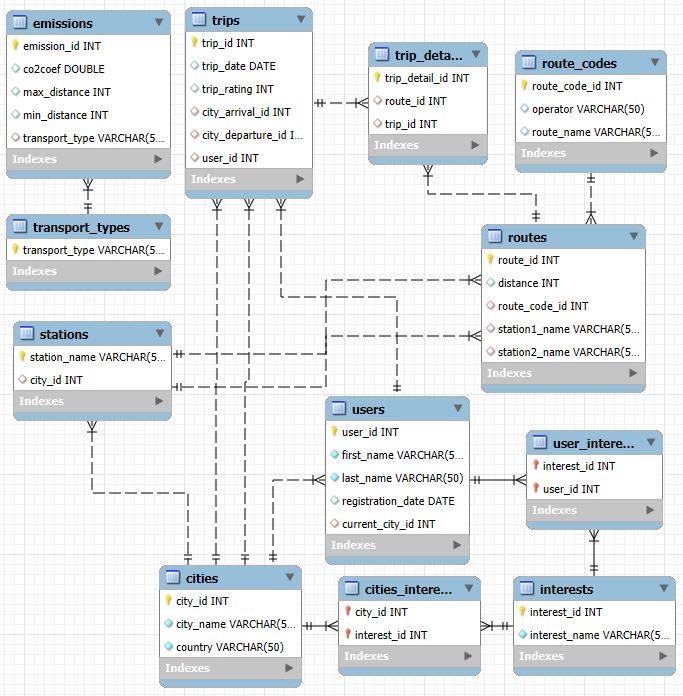 emissions
emission_id INT
co2coef DOUBLE
max_distance INT
min_distance INT
transport_type VARCHAR(5...
Indexes
trips
trip_id INT
trip_date DATE
trip_rating INT
city_arrival_id INT
city_departure_id I...
user_id INT
Indexes
trip_deta...
trip_detail_id INT
route_id INT
trip_id INT
Indexes
route_codes
route_code_id INT
operator VARCHAR(50)
route_name VARCHAR(5...
Indexes
transport_types
transport_type VARCHAR(5...
Indexes
routes
route_id INT
distance INT
route_code_id INT
station1_name VARCHAR(5...
station2_name VARCHAR(5...
Indexes
stations
station_name VARCHAR(5...
city_id INT
Indexes
users
user_id INT
first_name VARCHAR(5...
last_name VARCHAR(50)
registration_date DATE
current_city_id INT
Indexes
user_intere...
interest_id INT
user_id INT
Indexes
cities
city_id INT
city_name VARCHAR(5...
country VARCHAR(50)
Indexes
cities_intere...
city_id INT
interest_id INT
Indexes
interests
interest_id INT
interest_name VARCHAR(5...
Indexes